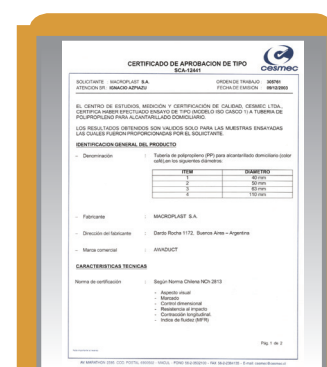 cesmec
CERTIFICADO DE APROBACION DE TIPO
SCA-12441
SOLICITANTE : MACROPLAST S.A. ORDEN DE TRABAJO : 305761
ATENCION SR : IGNACIO AZPIAZU FECHA DE EMISION : 09/12/2003
EL CENTRO DE ESTUDIOS, MEDICIÓN Y CERTIFICACIÓN DE CALIDAD, CESMEC LTDA.,
CERTIFICA HABER EFECTUADO ENSAYO DE TIPO (MODELO ISO CASCO 1) A TUBERIA DE
POLIPROPILENO PARA ALCANTARILLADO DOMICILIARIO.
LOS RESULTADOS OBTENIDOS SON VALIDOS SOLO PARA LAS MUESTRAS ENSAYADAS
LAS CUALES FUERON PROPORCIONADAS POR EL SOLICITANTE.
IDENTIFICACION GENERAL DEL PRODUCTO
- Denominación : Tubería de polipropileno (PP) para alcantarillado domiciliario (color
café),en los siguientes diámetros.
ITEM DIAMETRO
1 40 mm
2 50 mm
3 63 mm
4 110 mm
- Fabricante : MACROPLAST S.A.
- Dirección del fabricante : Dardo Rocha 1172, Buenos Aires – Argentina
- Marca comercial : AWADUCT
CARACTERISTICAS TECNICAS
Norma de certificación : Según Norma Chilena NCh 2813
- Aspecto visual
- Marcado
- Control dimensional
- Resistencia al impacto
- Contracción longitudinal.
- Indice de fluidez (MFR)
Pág. 1 de 2